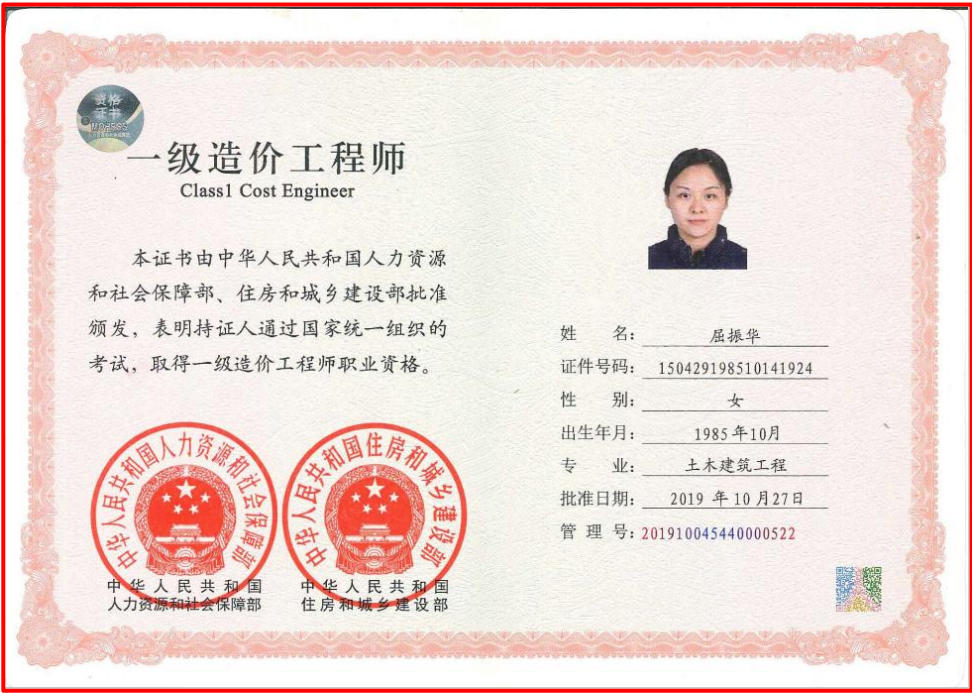 资格
证书
一级造价工程师
Class1 Cost Engineer
本证书由中华人民共和国人力资源
和社会保障部、住房和城乡建设部批准
颁发，表明持证人通过国家统一组织的
考试，取得一级造价工程师职业资格。
中华人民共和国人力资源和社会保障部
中华人民共和国住房和城乡建设部
中华人民共和国
人力资源和社会保障部
中华人民共和国
住房和城乡建设部
姓 名： 屈振华
证件号码： 150429198510141924
性 别： 女
出生年月： 1985年10月
专 业： 土木建筑工程
批准日期： 2019 年 10 月27日
管 理 号： 201910045440000522